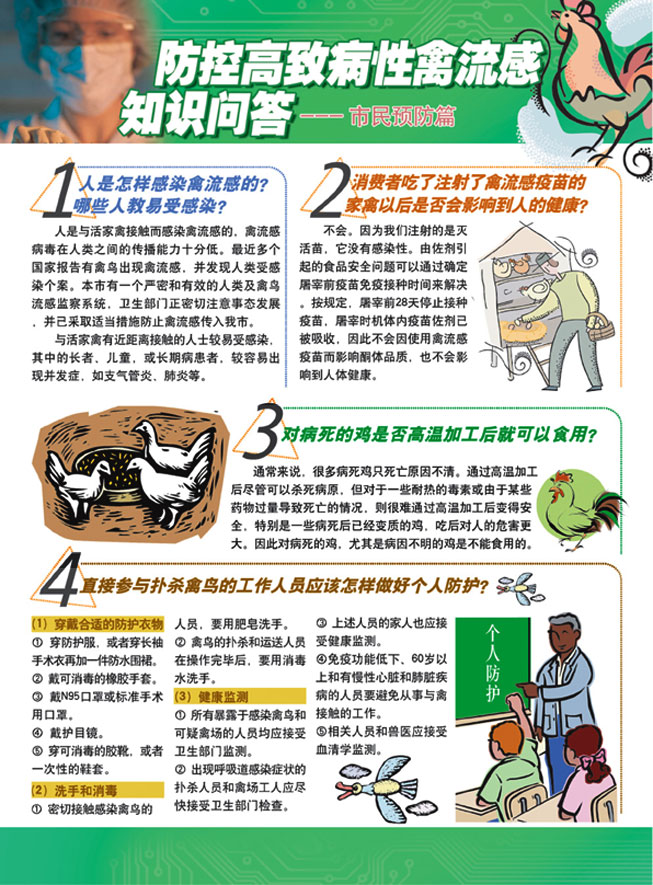 防控高致病性禽流感
知识问答 --- 市民预防篇
1 人是怎样感染禽流感的?
哪些人教易受感染?
人是与活家禽接触而感染禽流感的，禽流感
病毒在人类之间的传播能力十分低。最近多个
国家报告有禽鸟出现禽流感，并发现人类受感
染个案。本市有一个严密和有效的人类及禽鸟
流感监察系统，卫生部门正密切注意事态发展
，并已采取适当措施防止禽流感传入我市。
与活家禽有近距离接触的人士较易受感染，
其中的长者、儿童，或长期病患者，较容易出
现并发症，如支气管炎、肺炎等。
2 消费者吃了注射了禽流感疫苗的
家禽以后是否会影响到人的健康?
不会。因为我们注射的是灭
活苗，它没有感染性。由佐剂引
起的食品安全问题可以通过确定
屠宰前疫苗免疫接种时间来解决
。按规定，屠宰前28天停止接种
疫苗，屠宰时机体内疫苗佐剂已
被吸收，因此不会因使用禽流感
疫苗而影响酮体品质，也不会影
响到人体健康。
3 对病死的鸡是否高温加工后就可以食用?
通常来说，很多病死鸡只死亡原因不清。通过高温加工
后尽管可以杀死病原，但对于一些耐热的毒素或由于某些
药物过量导致死亡的情况，则很难通过高温加工后变得安
全，特别是一些病死后已经变质的鸡，吃后对人的危害更
大。因此对病死的鸡，尤其是病因不明的鸡是不能食用的。
4 直接参与扑杀禽鸟的工作人员应该怎样做好个人防护?
(1) 穿戴合适的防护衣物
① 穿防护服，或者穿长袖
手术衣再加一件防水围裙。
② 戴可消毒的橡胶手套。
③ 戴N95口罩或标准手术
用口罩。
④ 戴护目镜。
⑤ 穿可消毒的胶靴，或者
一次性的鞋套。
(2) 洗手和消毒
① 密切接触感染禽鸟的
人员，要用肥皂洗手。
② 禽鸟的扑杀和运送人员
在操作完毕后，要用消毒
水洗手。
(3) 健康监测
① 所有暴露于感染禽鸟和
可疑禽场的人员均应接受
卫生部门监测。
② 出现呼吸道感染症状的
扑杀人员和禽场工人应尽
快接受卫生部门检查。
③ 上述人员的家人也应接
受健康监测。
④免疫功能低下、60岁以
上和有慢性心脏和肺脏疾
病的人员要避免从事与禽
接触的工作。
⑤相关人员和兽医应接受
血清学监测。
个人防护